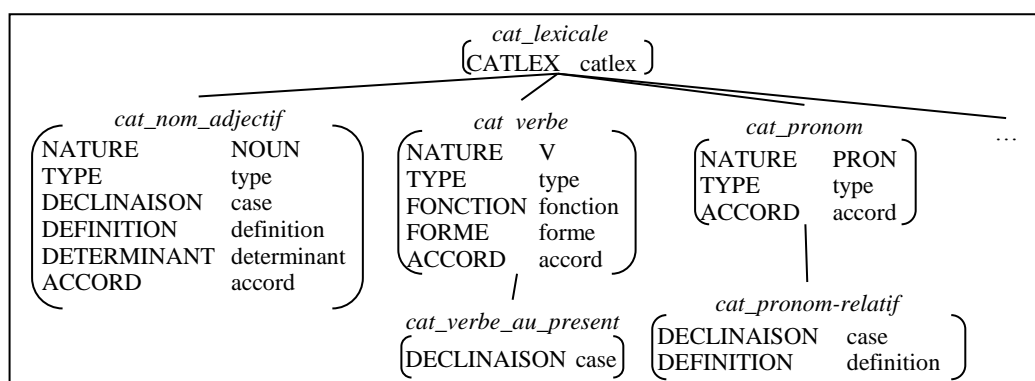 cat_lexicale
CATLEX catlex
cat_nom_adjectif
NATURE NOUN
TYPE type
DECLINAISON case
DEFINITION definition
DETERMINANT determinant
ACCORD accord
cat_verbe
NATURE V
TYPE type
FONCTION fonction
FORME forme
ACCORD accord
cat_pronom
NATURE PRON
TYPE type
ACCORD accord
…
cat_verbe_au_present
DECLINAISON case
cat_pronom-relatif
DECLINAISON case
DEFINITION definition